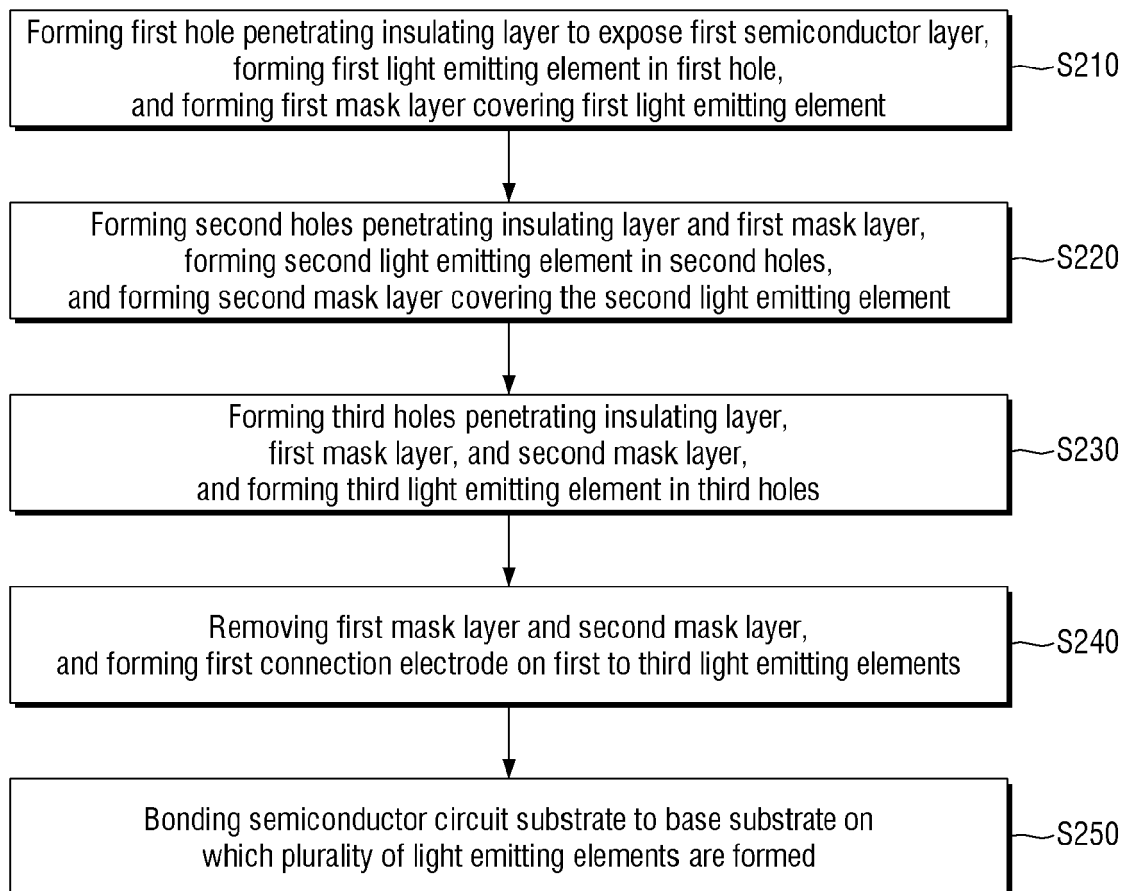 Forming first hole penetrating insulating layer to expose first semiconductor layer,
forming first light emitting element in first hole,
and forming first mask layer covering first light emitting element
S210
Forming second holes penetrating insulating layer and first mask layer,
forming second light emitting element in second holes,
and forming second mask layer covering the second light emitting element
S220
Forming third holes penetrating insulating layer,
first mask layer, and second mask layer,
and forming third light emitting element in third holes
S230
Removing first mask layer and second mask layer,
and forming first connection electrode on first to third light emitting elements
S240
Bonding semiconductor circuit substrate to base substrate on
which plurality of light emitting elements are formed
S250